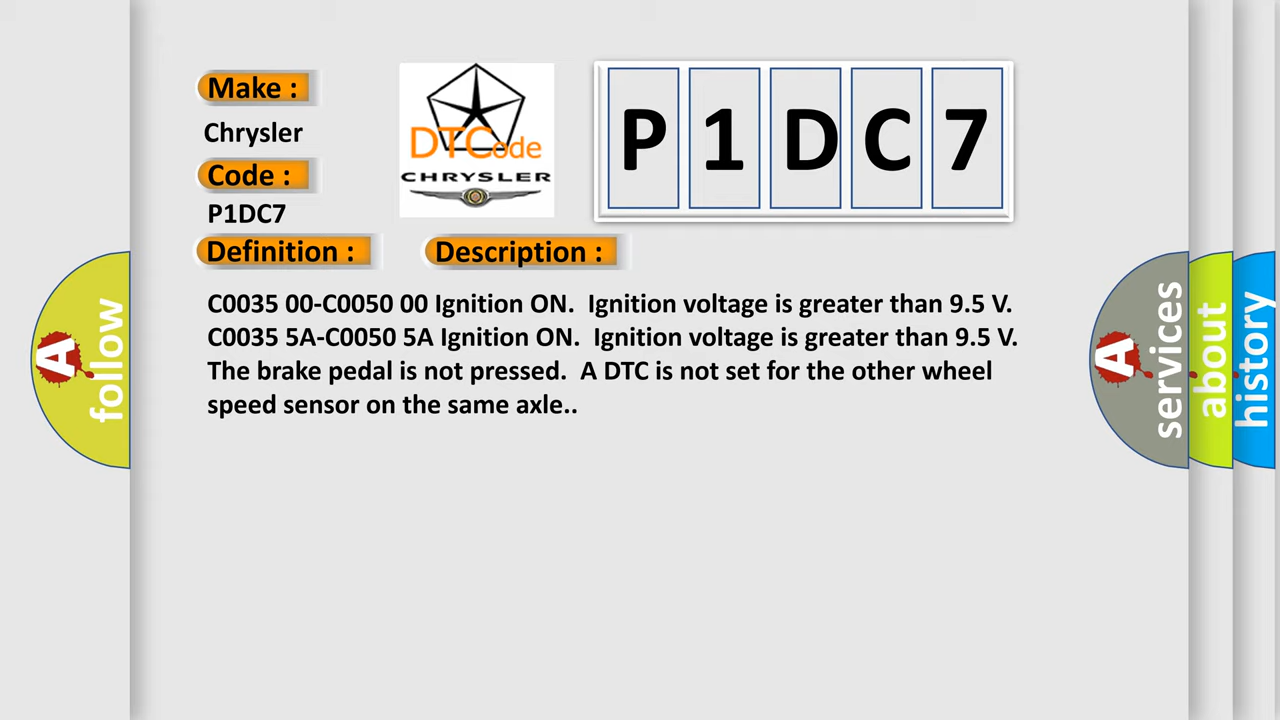 Make :
Chrysler
Code :
P1DC7
Definition :
Description :
DTCode
CHRYSLER
P 1 D C 7
C0035 00-C0050 00 Ignition ON. Ignition voltage is greater than 9.5 V.
C0035 5A-C0050 5A Ignition ON. Ignition voltage is greater than 9.5 V.
The brake pedal is not pressed. A DTC is not set for the other wheel
speed sensor on the same axle..
A
follow
A
services
about
history